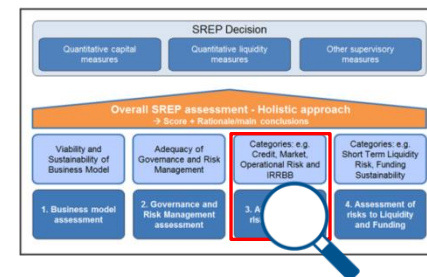 SREP Decision
Quantitative capital
measures
Quantitative liquidity
measures
Other supervisory
measures
Overall SREP assessment - Holistic approach
→ Score + Rationale/main conclusions
Viability and
Sustainability of
Business Model
Adequacy of
Governance and Risk
Management
Categories: e.g.
Credit, Market,
Operational Risk and
IRRBB
Categories: e.g.
Short Term Liquidity
Risk, Funding
Sustainability
1. Business model
assessment
2. Governance and
Risk Management
assessment
3. A
4. Assessment of
risks to Liquidity
and Funding